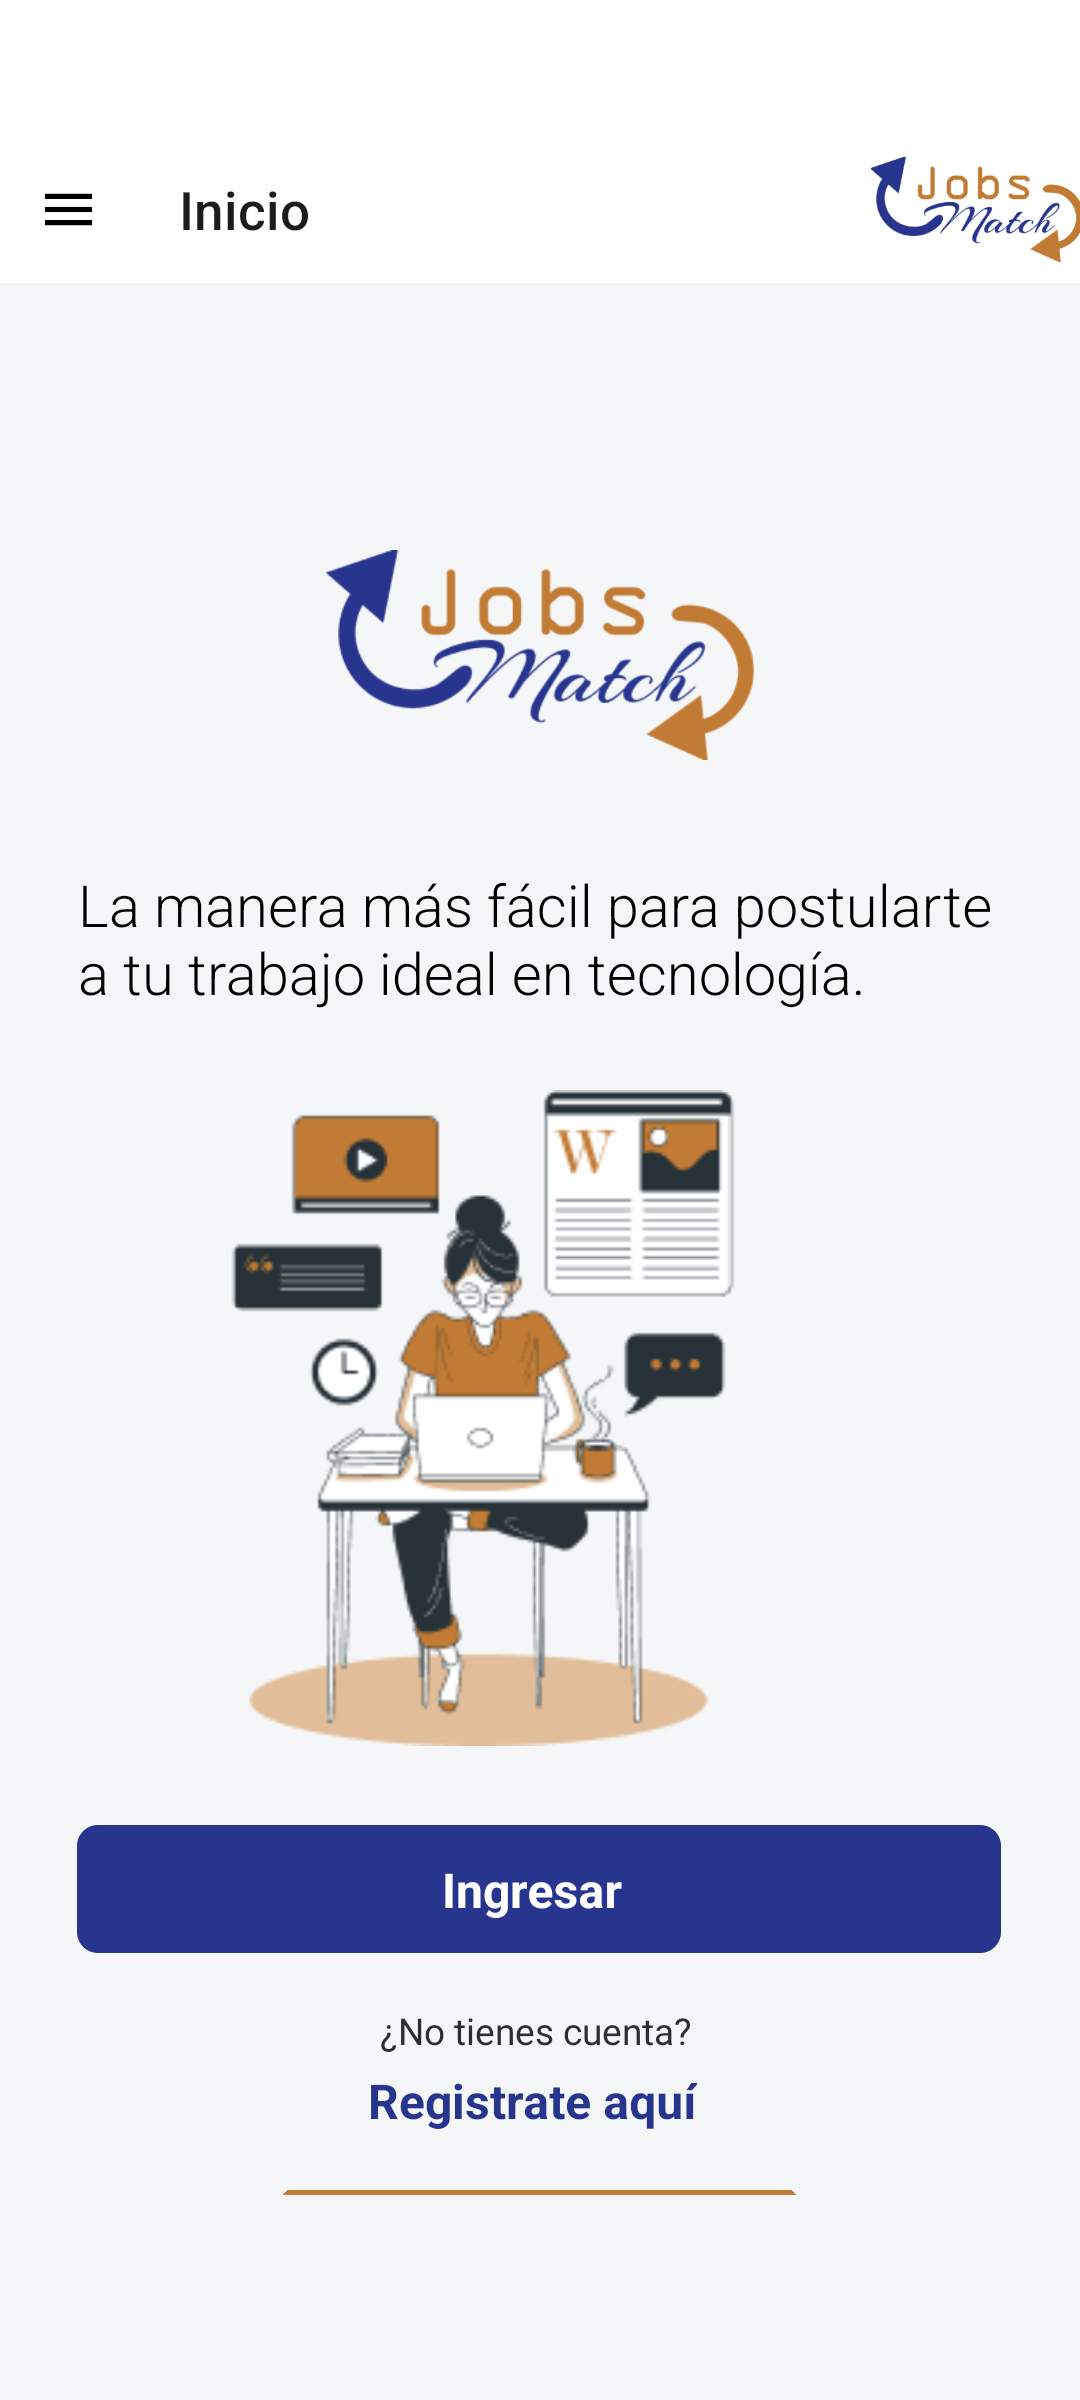 Inicio
Jobs
Match
Jobs
Match
La manera más fácil para postularte
a tu trabajo ideal en tecnología.
W
Ingresar
¿No tienes cuenta?
Registrate aquí